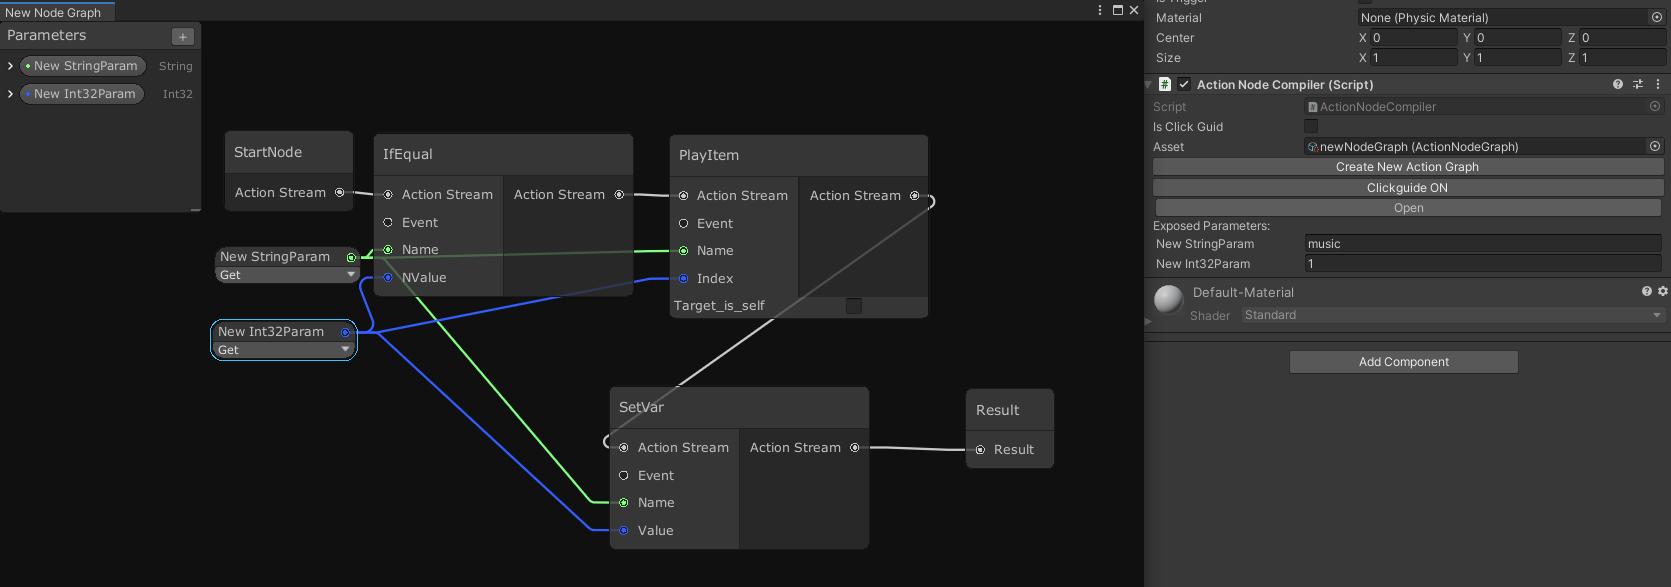 New Node Graph
Parameters
+
New StringParam String
New Int32Param Int32
StartNode
Action Stream
IfEqual
Action Stream Action Stream
Event
Name
NValue
PlayItem
Action Stream Action Stream
Event
Name
Index
Target_is_self
New StringParam
Get
New Int32Param
Get
SetVar
Action Stream Action Stream
Event
Name
Value
Result
Result
Is Trigger
Material None (Physic Material)
Center X 0 Y 0 Z 0
Size X 1 Y 1 Z 1
# Action Node Compiler (Script)
Script # ActionNodeCompiler
Is Click Guid
Asset newNodeGraph (ActionNodeGraph)
Create New Action Graph
Clickguide ON
Open
Exposed Parameters:
New StringParam music
New Int32Param 1
Default-Material
Shader Standard
Add Component